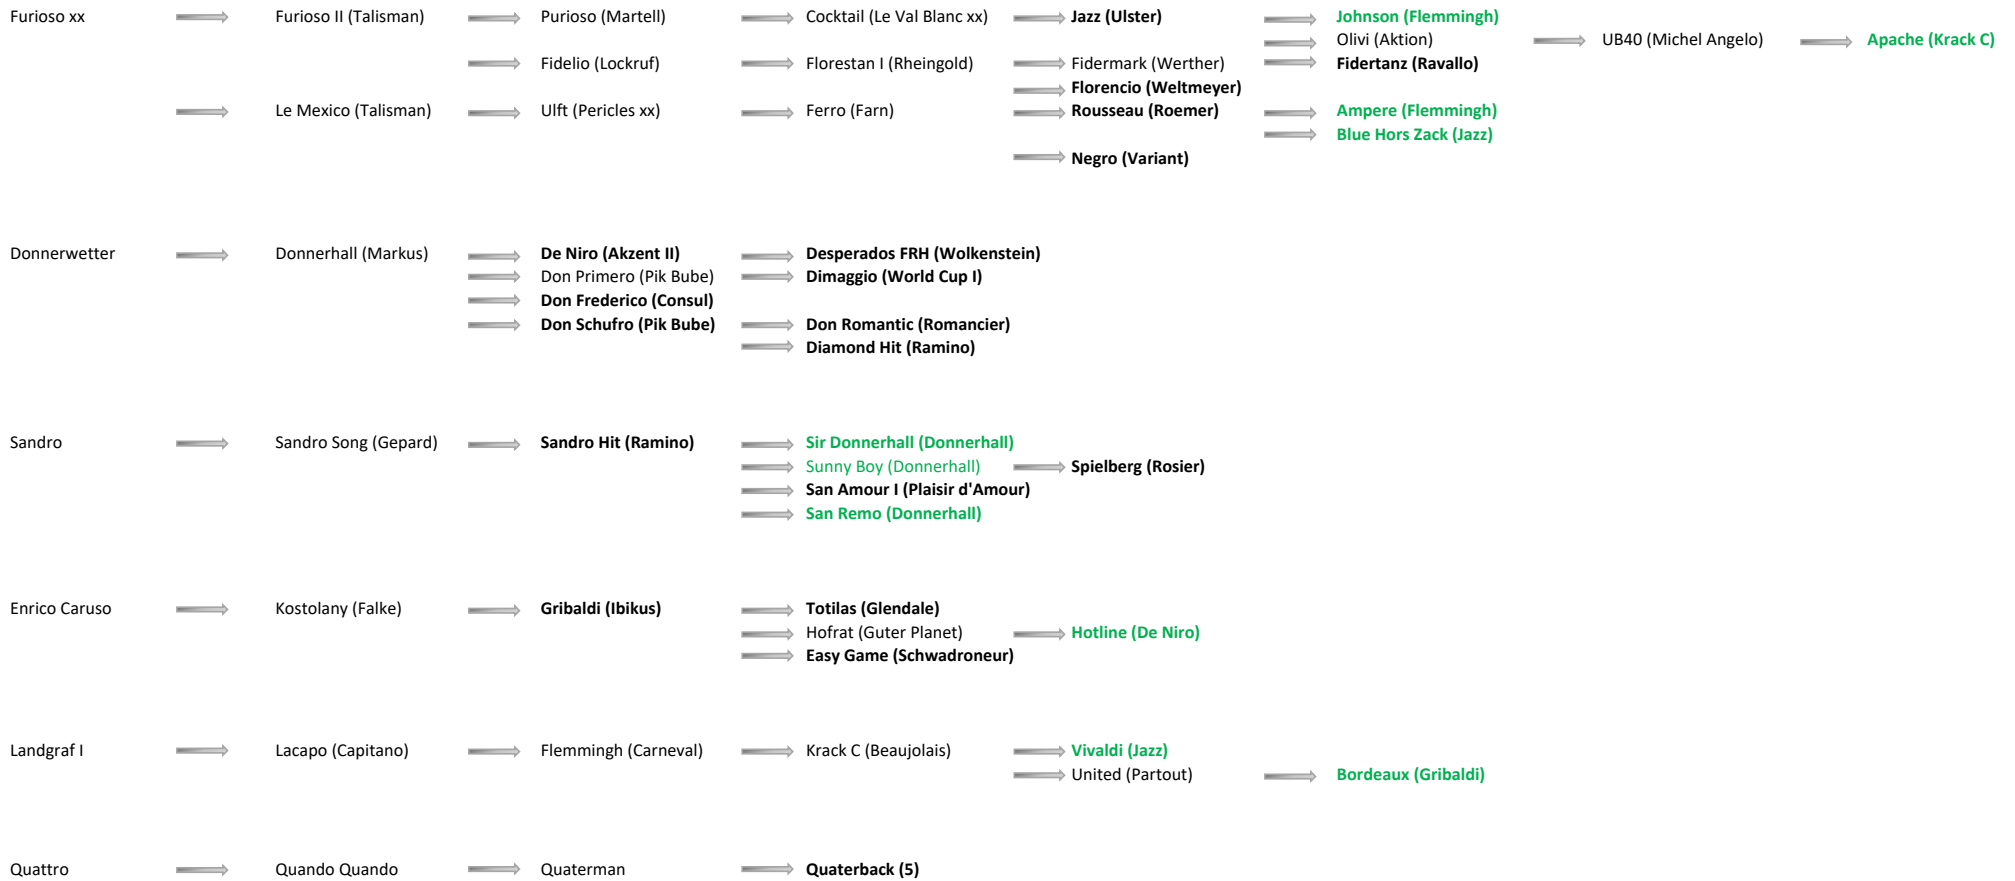 Furioso xx Furioso II (Talisman) Purioso (Martell) Cocktail (Le Val Blanc xx) Jazz (Ulster) Johnson (Flemmingh)
Olivi (Aktion) UB40 (Michel Angelo) Apache (Krack C)
Fidelio (Lockruf) Florestan I (Rheingold) Fidermark (Werther) Fidertanz (Ravallo)
Florencio (Weltmeyer)
Le Mexico (Talisman) Ulft (Pericles xx) Ferro (Farn) Rousseau (Roemer) Ampere (Flemmingh)
Blue Hors Zack (Jazz)
Negro (Variant)
Donnerwetter Donnerhall (Markus) De Niro (Akzent II) Desperados FRH (Wolkenstein)
Don Primero (Pik Bube) Dimaggio (World Cup I)
Don Frederico (Consul)
Don Schufro (Pik Bube) Don Romantic (Romancier)
Diamond Hit (Ramino)
Sandro Sandro Song (Gepard) Sandro Hit (Ramino) Sir Donnerhall (Donnerhall)
Sunny Boy (Donnerhall) Spielberg (Rosier)
San Amour I (Plaisir d'Amour)
San Remo (Donnerhall)
Enrico Caruso Kostolany (Falke) Gribaldi (Ibikus) Totilas (Glendale)
Hofrat (Guter Planet) Hotline (De Niro)
Easy Game (Schwadroneur)
Landgraf I Lacapo (Capitano) Flemmingh (Carneval) Krack C (Beaujolais) Vivaldi (Jazz)
United (Partout) Bordeaux (Gribaldi)
Quattro Quando Quando Quaterman Quaterback (5)